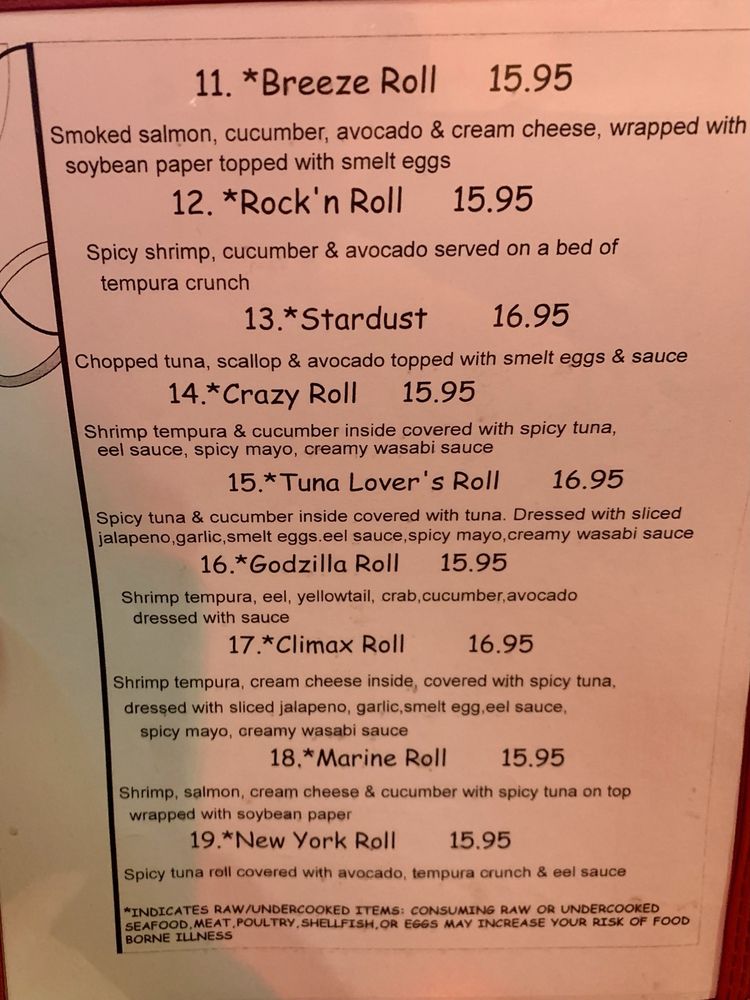 11. *Breeze Roll 15.95
Smoked salmon, cucumber, avocado & cream cheese, wrapped with
soybean paper topped with smelt eggs
12. *Rock'n Roll 15.95
Spicy shrimp, cucumber & avocado served on a bed of
tempura crunch
13.*Stardust 16.95
Chopped tuna, scallop & avocado topped with smelt eggs & sauce
14.*Crazy Roll 15.95
Shrimp tempura & cucumber inside covered with spicy tuna,
eel sauce, spicy mayo, creamy wasabi sauce
15.*Tuna Lover's Roll 16.95
Spicy tuna & cucumber inside covered with tuna. Dressed with sliced
jalapeno,garlic,smelt eggs.eel sauce,spicy mayo,creamy wasabi sauce
16.*Godzilla Roll 15.95
Shrimp tempura, eel, yellowtail, crab,cucumber,avocado
dressed with sauce
17.*Climax Roll 16.95
Shrimp tempura, cream cheese inside, covered with spicy tuna,
dressed with sliced jalapeno, garlic,smelt egg,eel sauce,
spicy mayo, creamy wasabi sauce
18.*Marine Roll 15.95
Shrimp, salmon, cream cheese & cucumber with spicy tuna on top
wrapped with soybean paper
19.*New York Roll 15.95
Spicy tuna roll covered with avocado, tempura crunch & eel sauce
*INDICATES RAW/UNDERCOOKED ITEMS: CONSUMING RAW OR UNDERCOOKED
SEAFOOD,MEAT,POULTRY,SHELLFISH,OR EGGS MAY INCREASE YOUR RISK OF FOOD
BORNE ILLNESS